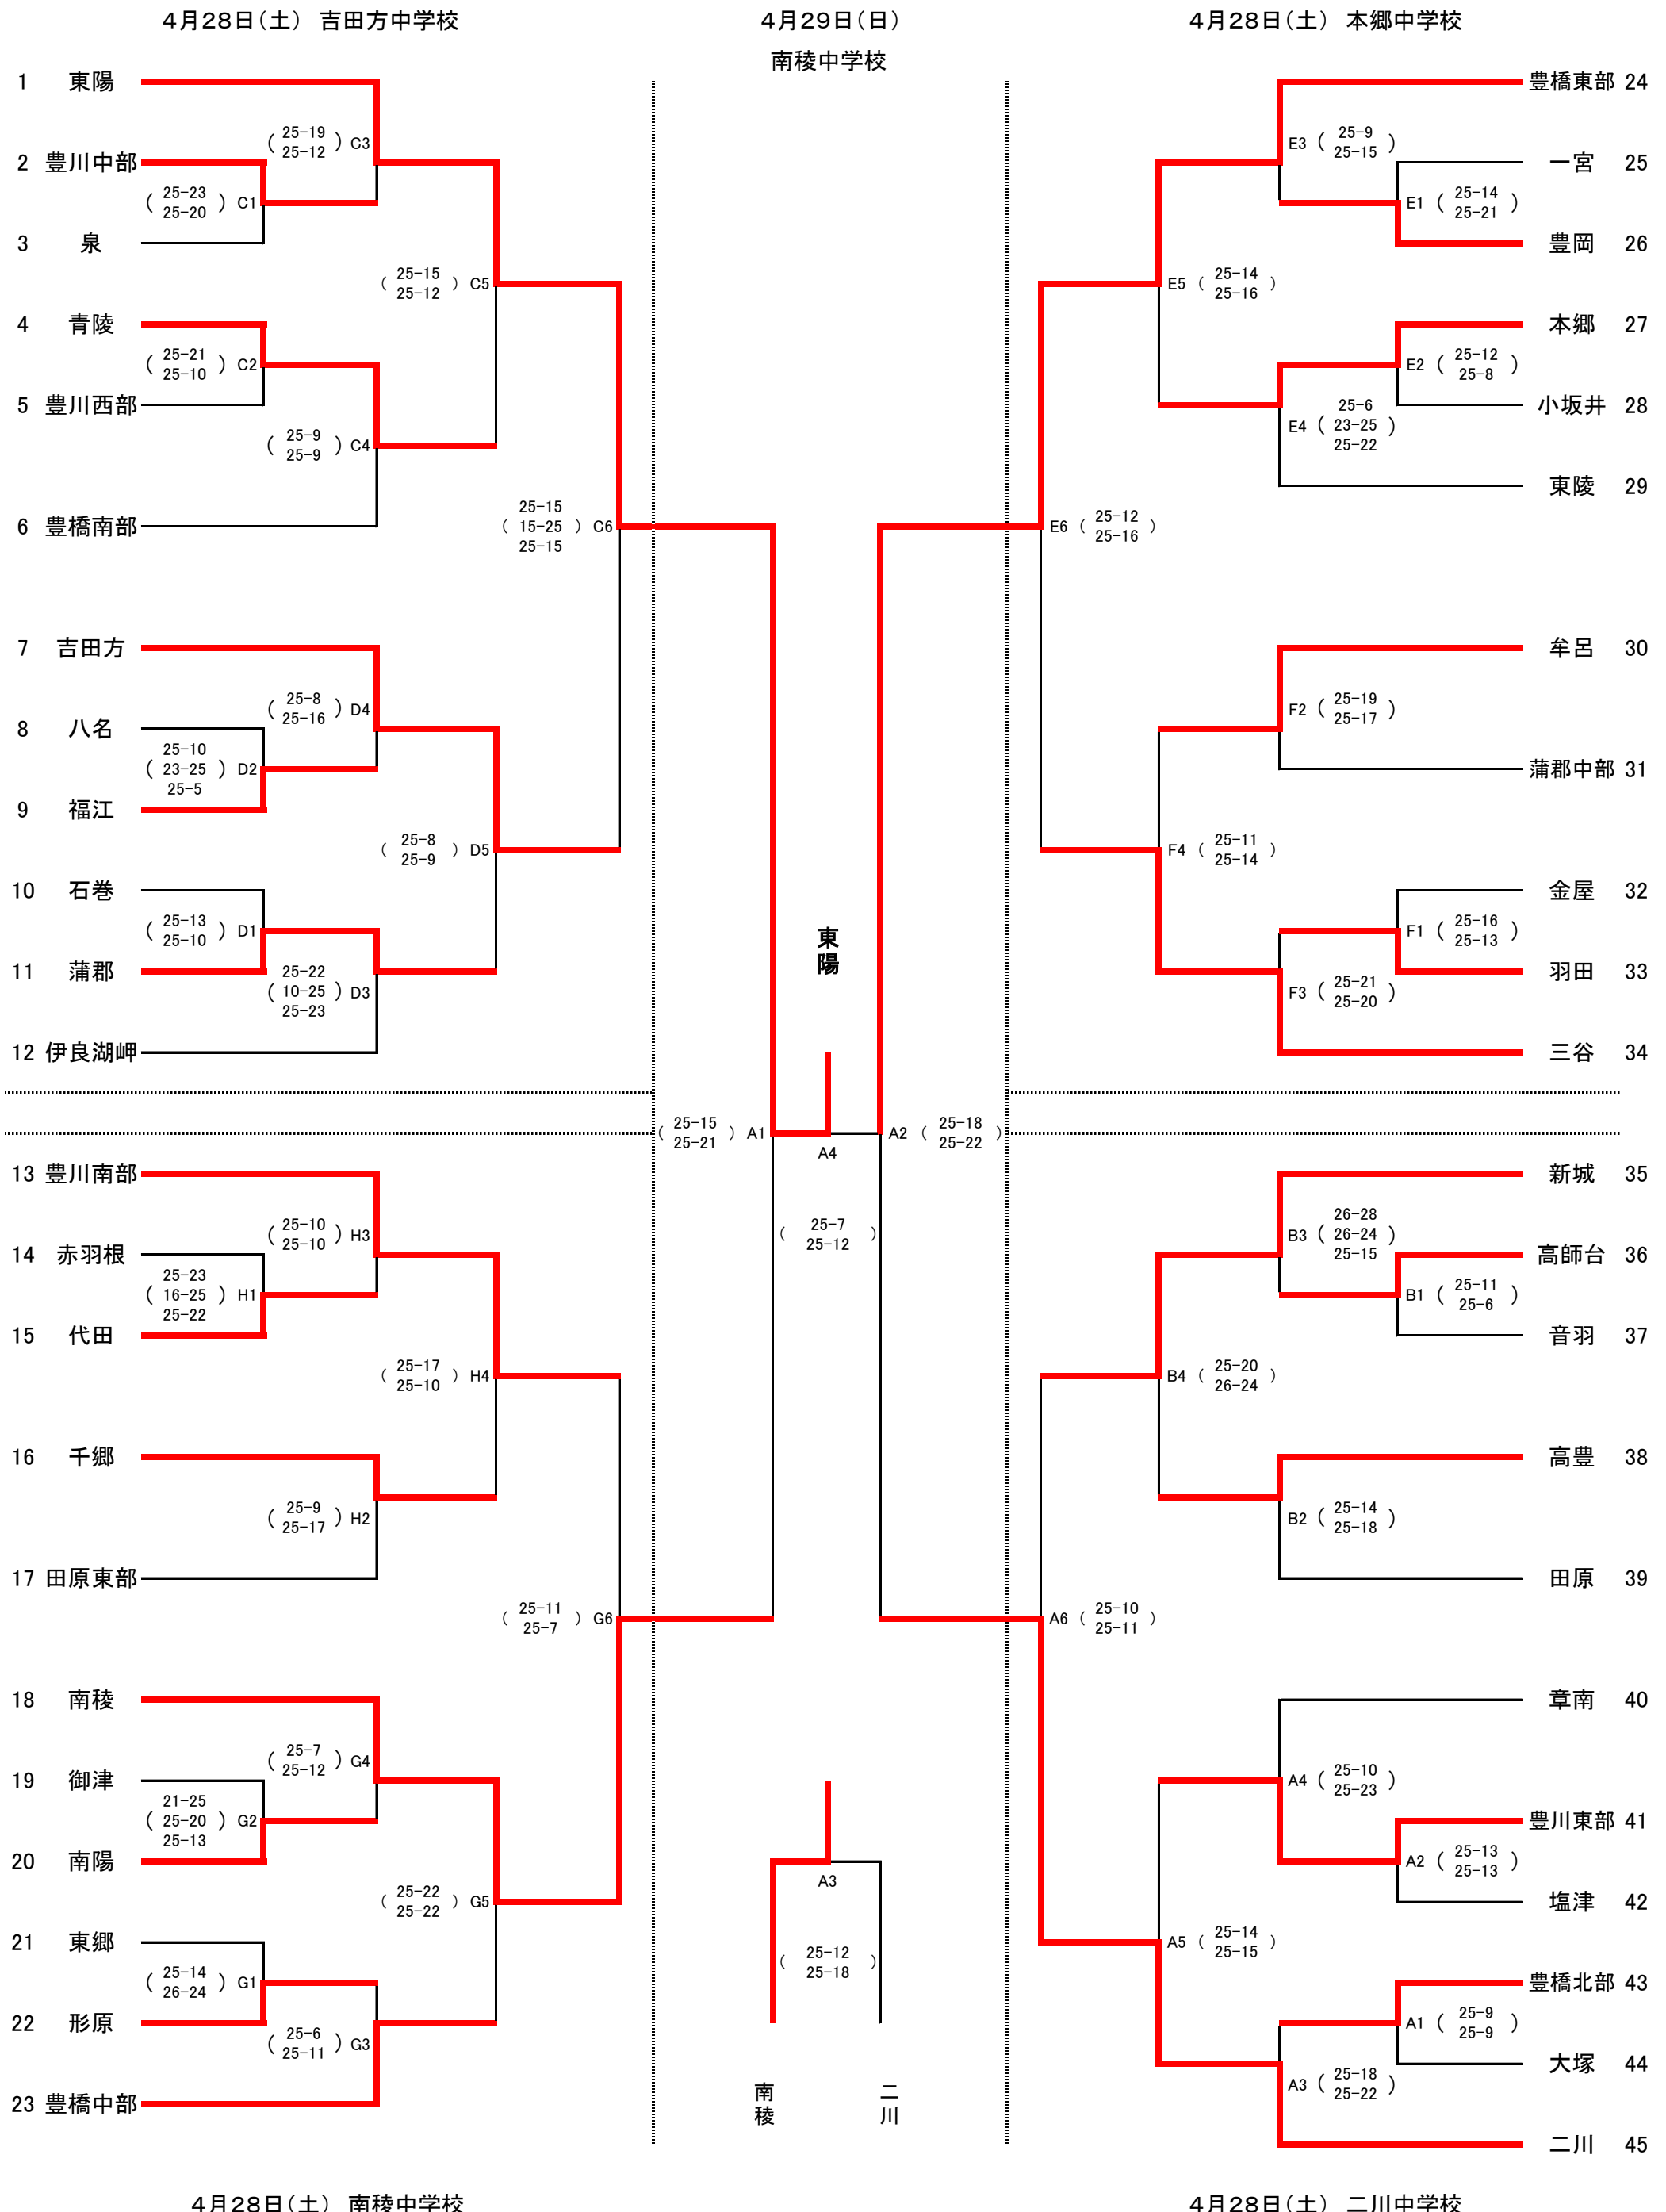 4月28日(土) 吉田方中学校
4月29日(日)
南稜中学校
4月28日(土) 本郷中学校
1 東陽
2 豊川中部
3 泉
4 青陵
5 豊川西部
6 豊橋南部
7 吉田方
8 八名
9 福江
10 石巻
11 蒲郡
12 伊良湖岬
( 25-19
25-12 ) C3
( 25-23
25-20 ) C1
( 25-15
25-12 ) C5
( 25-21
25-10 ) C2
( 25-9
25-9 ) C4
25-15
( 15-25 ) C6
25-15
( 25-8
25-16 ) D4
25-10
( 23-25 ) D2
25-5
( 25-8
25-9 ) D5
( 25-13
25-10 ) D1
25-22
( 10-25 ) D3
25-23
豊橋東部 24
一宮 25
豊岡 26
本郷 27
小坂井 28
東陵 29
牟呂 30
蒲郡中部 31
金屋 32
羽田 33
三谷 34
E3 ( 25-9
25-15 )
E1 ( 25-14
25-21 )
E5 ( 25-14
25-16 )
E2 ( 25-12
25-8 )
25-6
E4 ( 23-25 )
25-22
E6 ( 25-12
25-16 )
F2 ( 25-19
25-17 )
F4 ( 25-11
25-14 )
F1 ( 25-16
25-13 )
F3 ( 25-21
25-20 )
東陽
( 25-15
25-21 ) A1
A4
A2 ( 25-18
25-22 )
( 25-7
25-12 )
13 豊川南部
14 赤羽根
15 代田
16 千郷
17 田原東部
18 南稜
19 御津
20 南陽
21 東郷
22 形原
23 豊橋中部
( 25-10
25-10 ) H3
25-23
( 16-25 ) H1
25-22
( 25-17
25-10 ) H4
( 25-9
25-17 ) H2
( 25-11
25-7 ) G6
( 25-7
25-12 ) G4
21-25
( 25-20 ) G2
25-13
( 25-22
25-22 ) G5
( 25-14
26-24 ) G1
( 25-6
25-11 ) G3
A3
( 25-12
25-18 )
南稜
二川
新城 35
高師台 36
音羽 37
高豊 38
田原 39
章南 40
豊川東部 41
塩津 42
豊橋北部 43
大塚 44
二川 45
26-28
B3 ( 26-24 )
25-15
B1 ( 25-11
25-6 )
B4 ( 25-20
26-24 )
B2 ( 25-14
25-18 )
A6 ( 25-10
25-11 )
A4 ( 25-10
25-23 )
A2 ( 25-13
25-13 )
A5 ( 25-14
25-15 )
A1 ( 25-9
25-9 )
A3 ( 25-18
25-22 )
4月28日(土) 南稜中学校
4月28日(土) 二川中学校